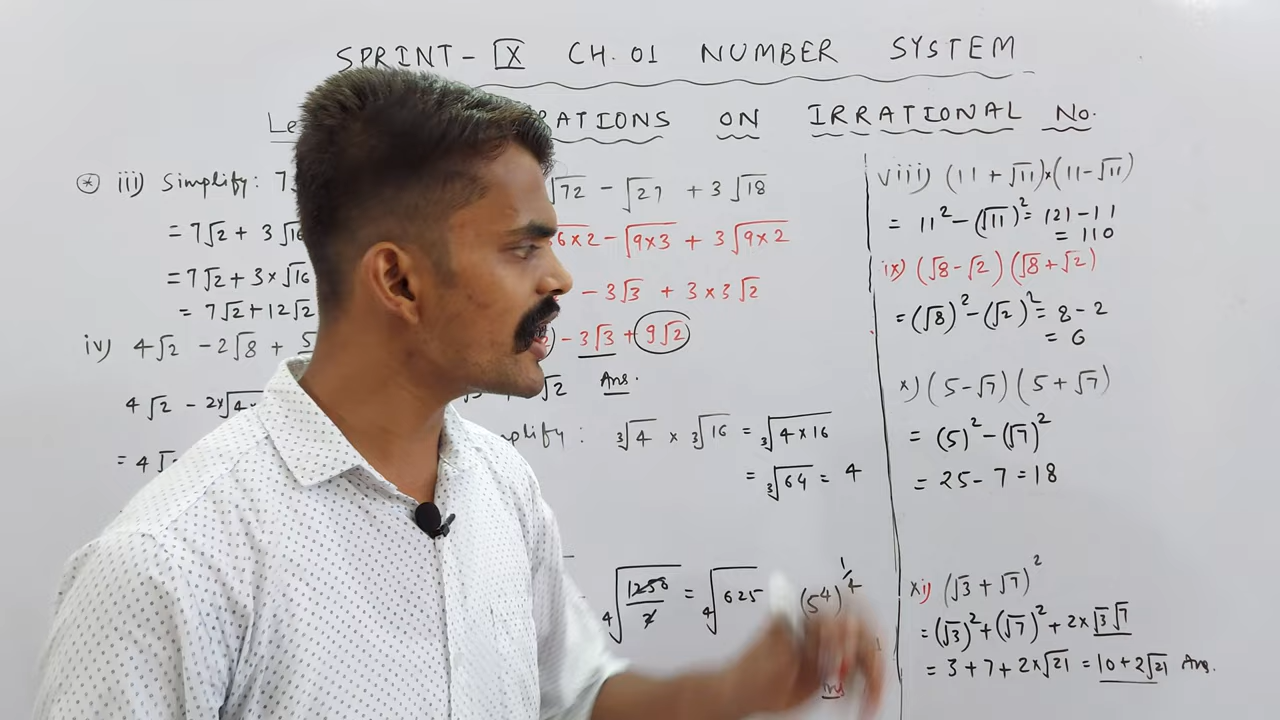 SPRINT-IX CH.01 NUMBER SYSTEM
RATIONS ON IRRATIONAL No.
* iii) Simplify: 7
= 7√2 + 3√16
= 7√2 + 3×√16
= 7√2 + 12√2
iv) 4√2 - 2√8 + 5
4√2 - 2×√4
= 4√
√72 - √27 + 3√18
6×2 - √9×3 + 3√9×2
- 3√3 + 3×3√2
- 3√3 + 9√2
√2 Ans.
mplify: ∛4 × ∛16 = ∛4×16
= ∛64 = 4
∜1250/2 = ∜625 (5⁴)^1/4
viii) (11 + √11)×(11 - √11)
= 11² - (√11)² = 121 - 11
= 110
ix) (√8 - √2) (√8 + √2)
= (√8)² - (√2)² = 8 - 2
= 6
x) (5 - √7) (5 + √7)
= (5)² - (√7)²
= 25 - 7 = 18
xi) (√3 + √7)²
= (√3)² + (√7)² + 2×√3√7
= 3 + 7 + 2×√21 = 10 + 2√21 Ans.